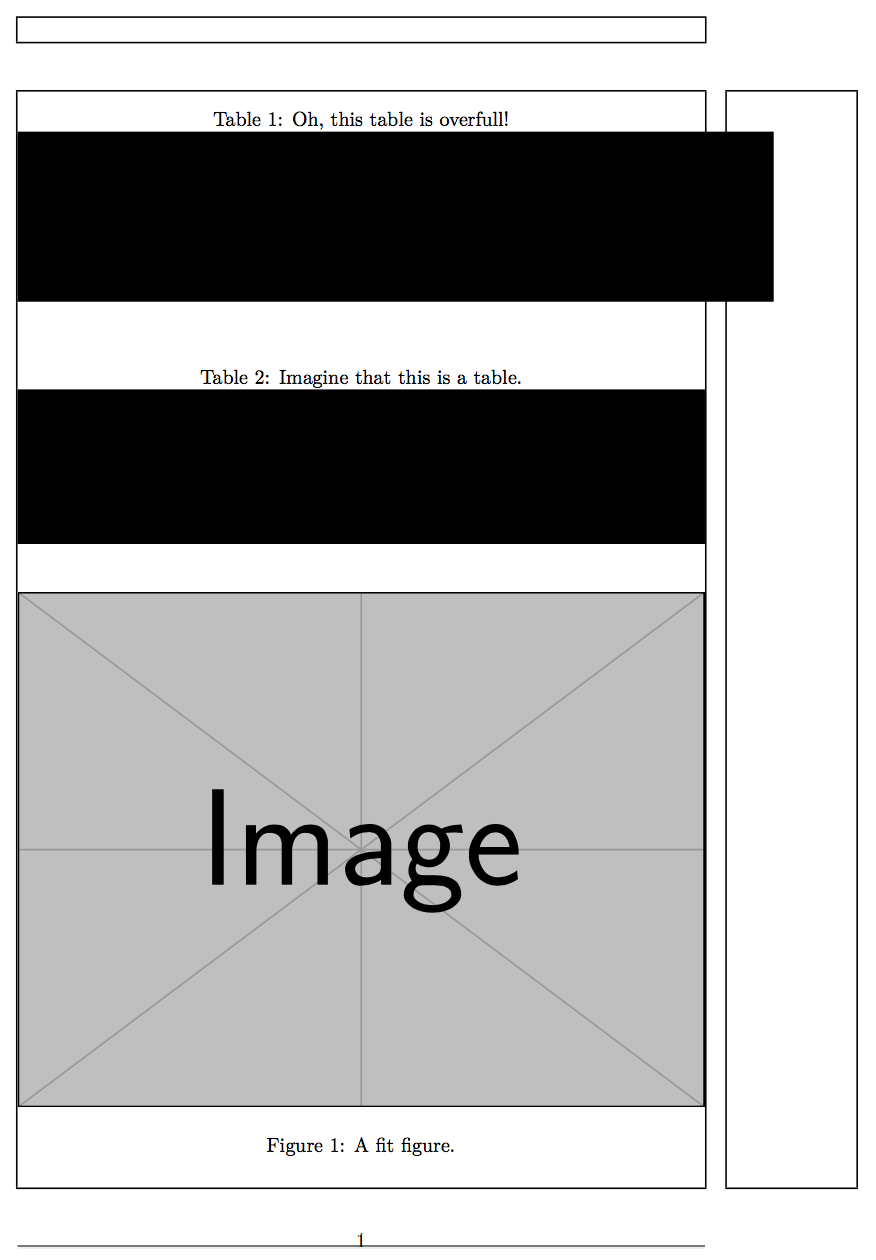 Table 1: Oh, this table is overfull!
Table 2: Imagine that this is a table.
Image
Figure 1: A fit figure.
1